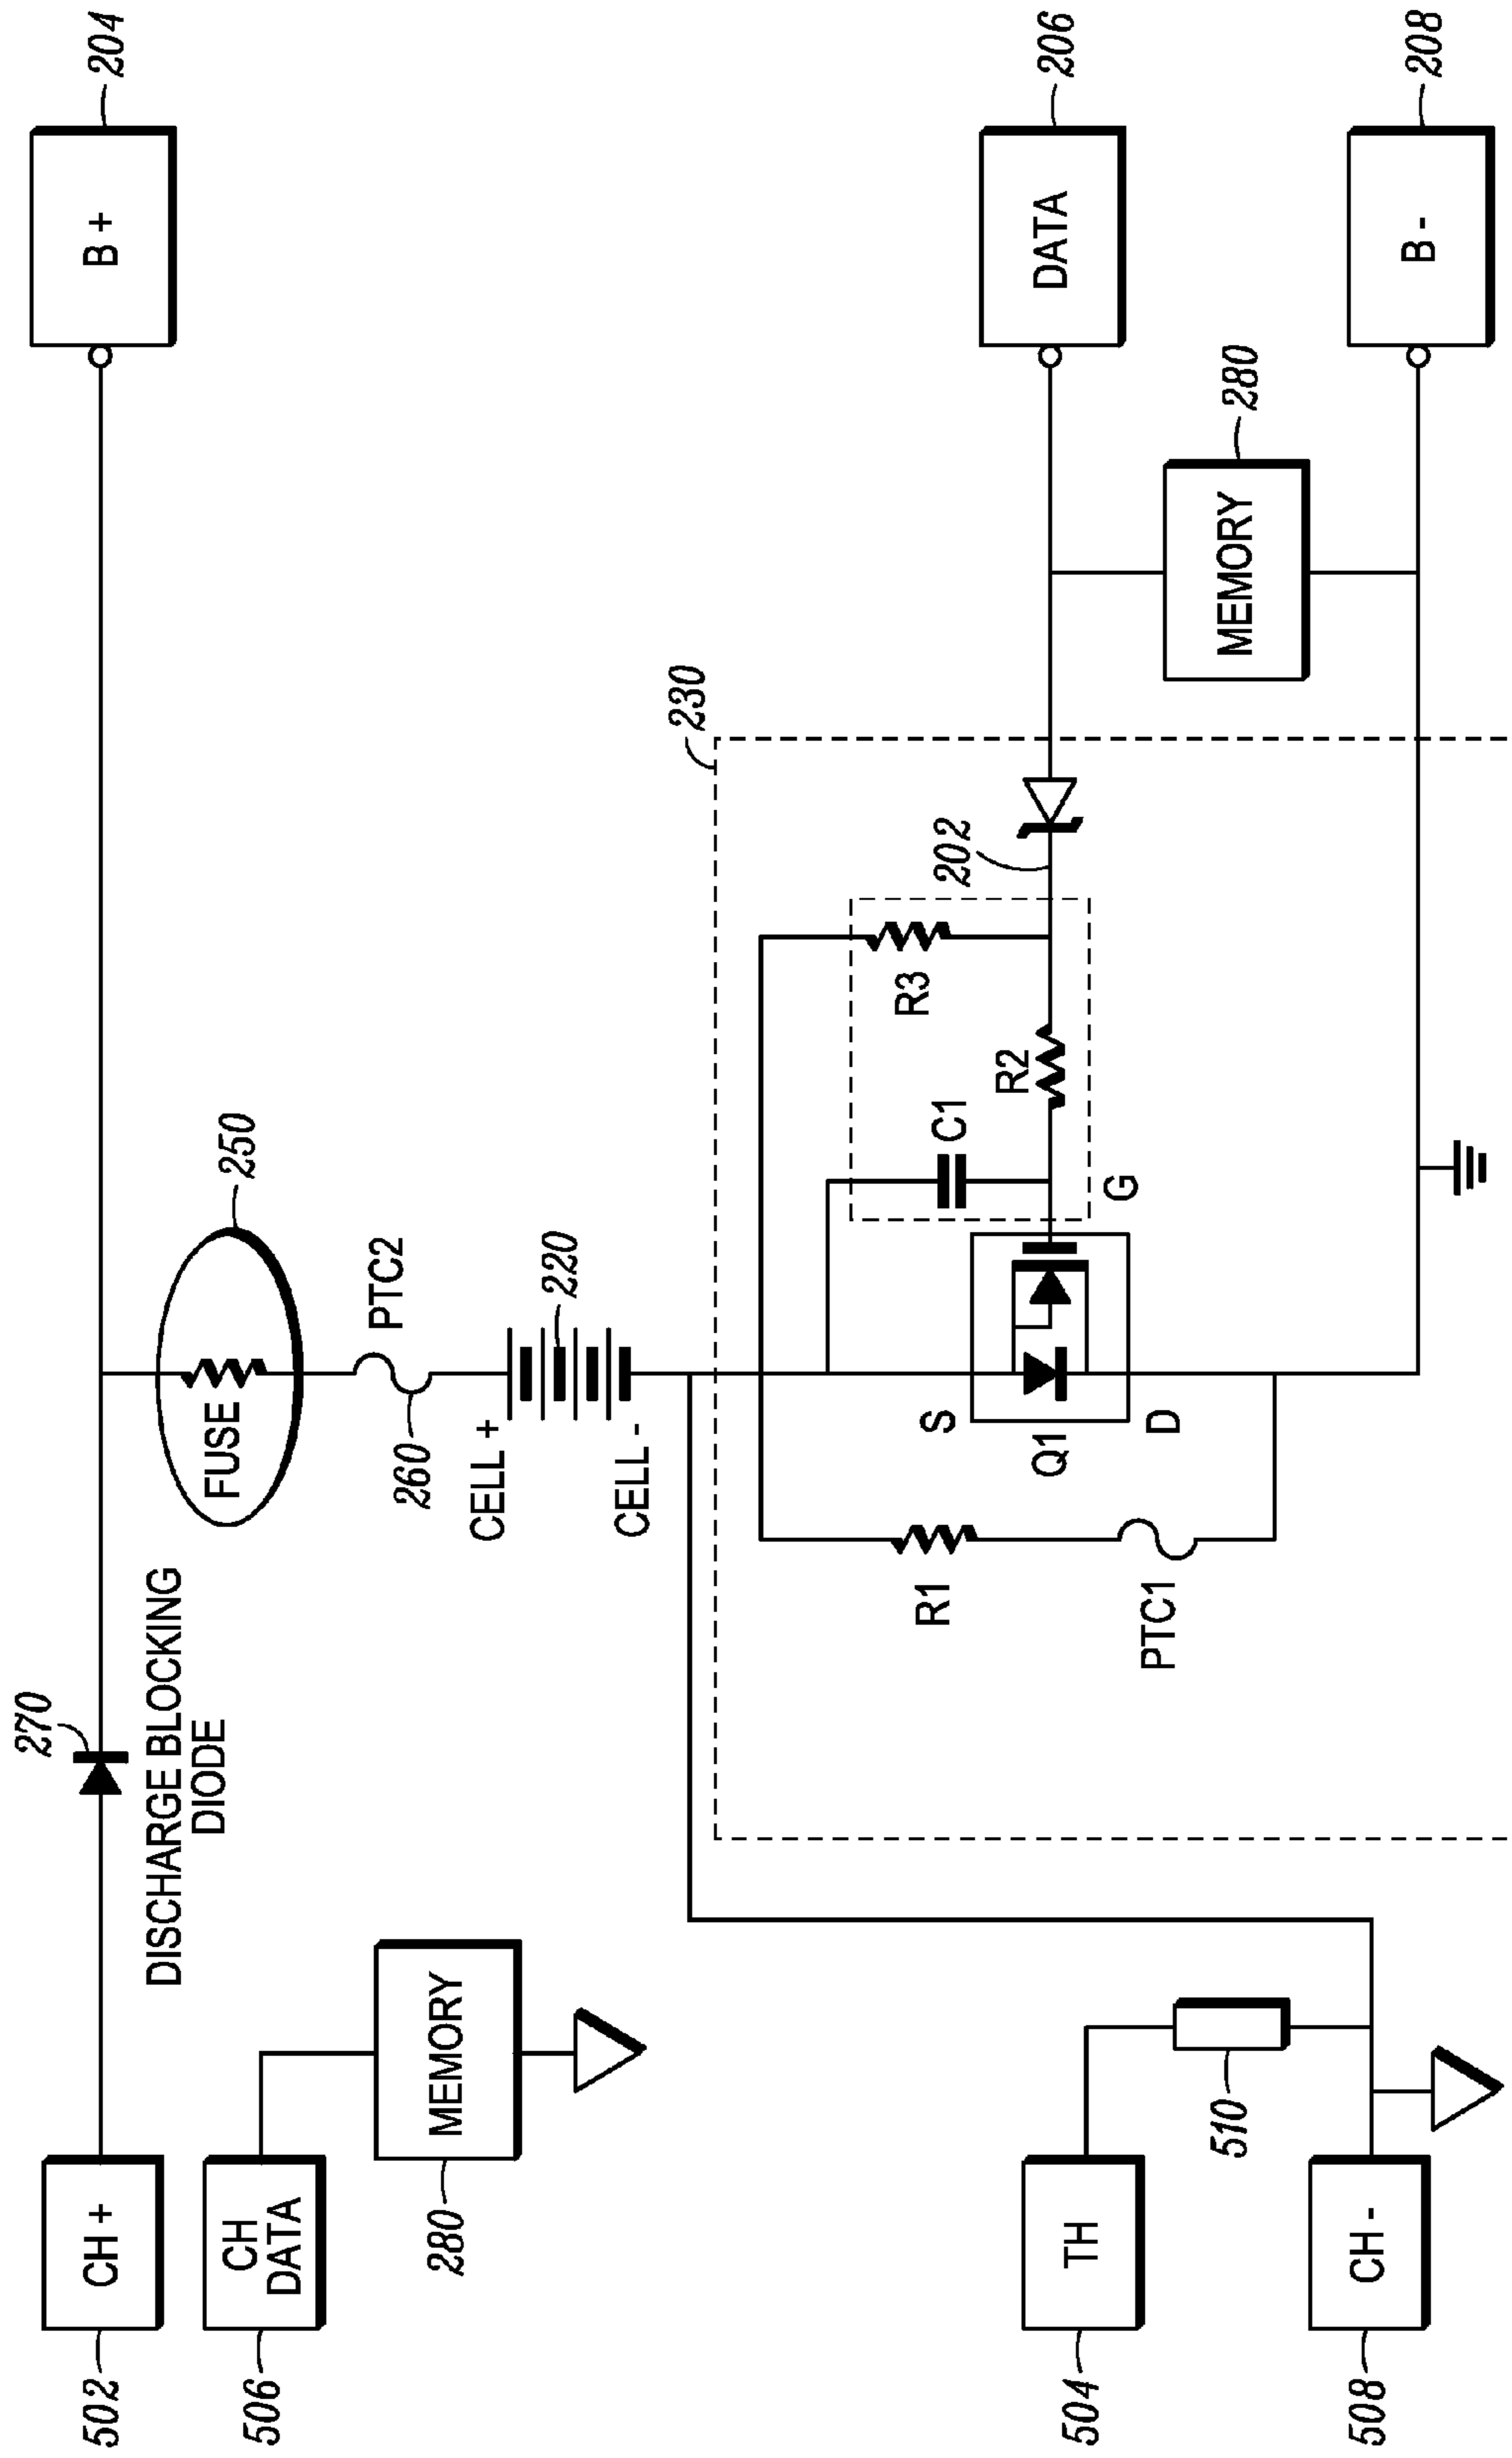 270
502
CH +
B +
204
DISCHARGE BLOCKING
DIODE
FUSE
250
506
CH
DATA
PTC2
260
280
MEMORY
CELL +
220
CELL -
230
R1
S
R3
C1
202
R2
504
TH
Q1
DATA
206
PTC1
D
G
510
MEMORY
280
508
CH -
B -
208